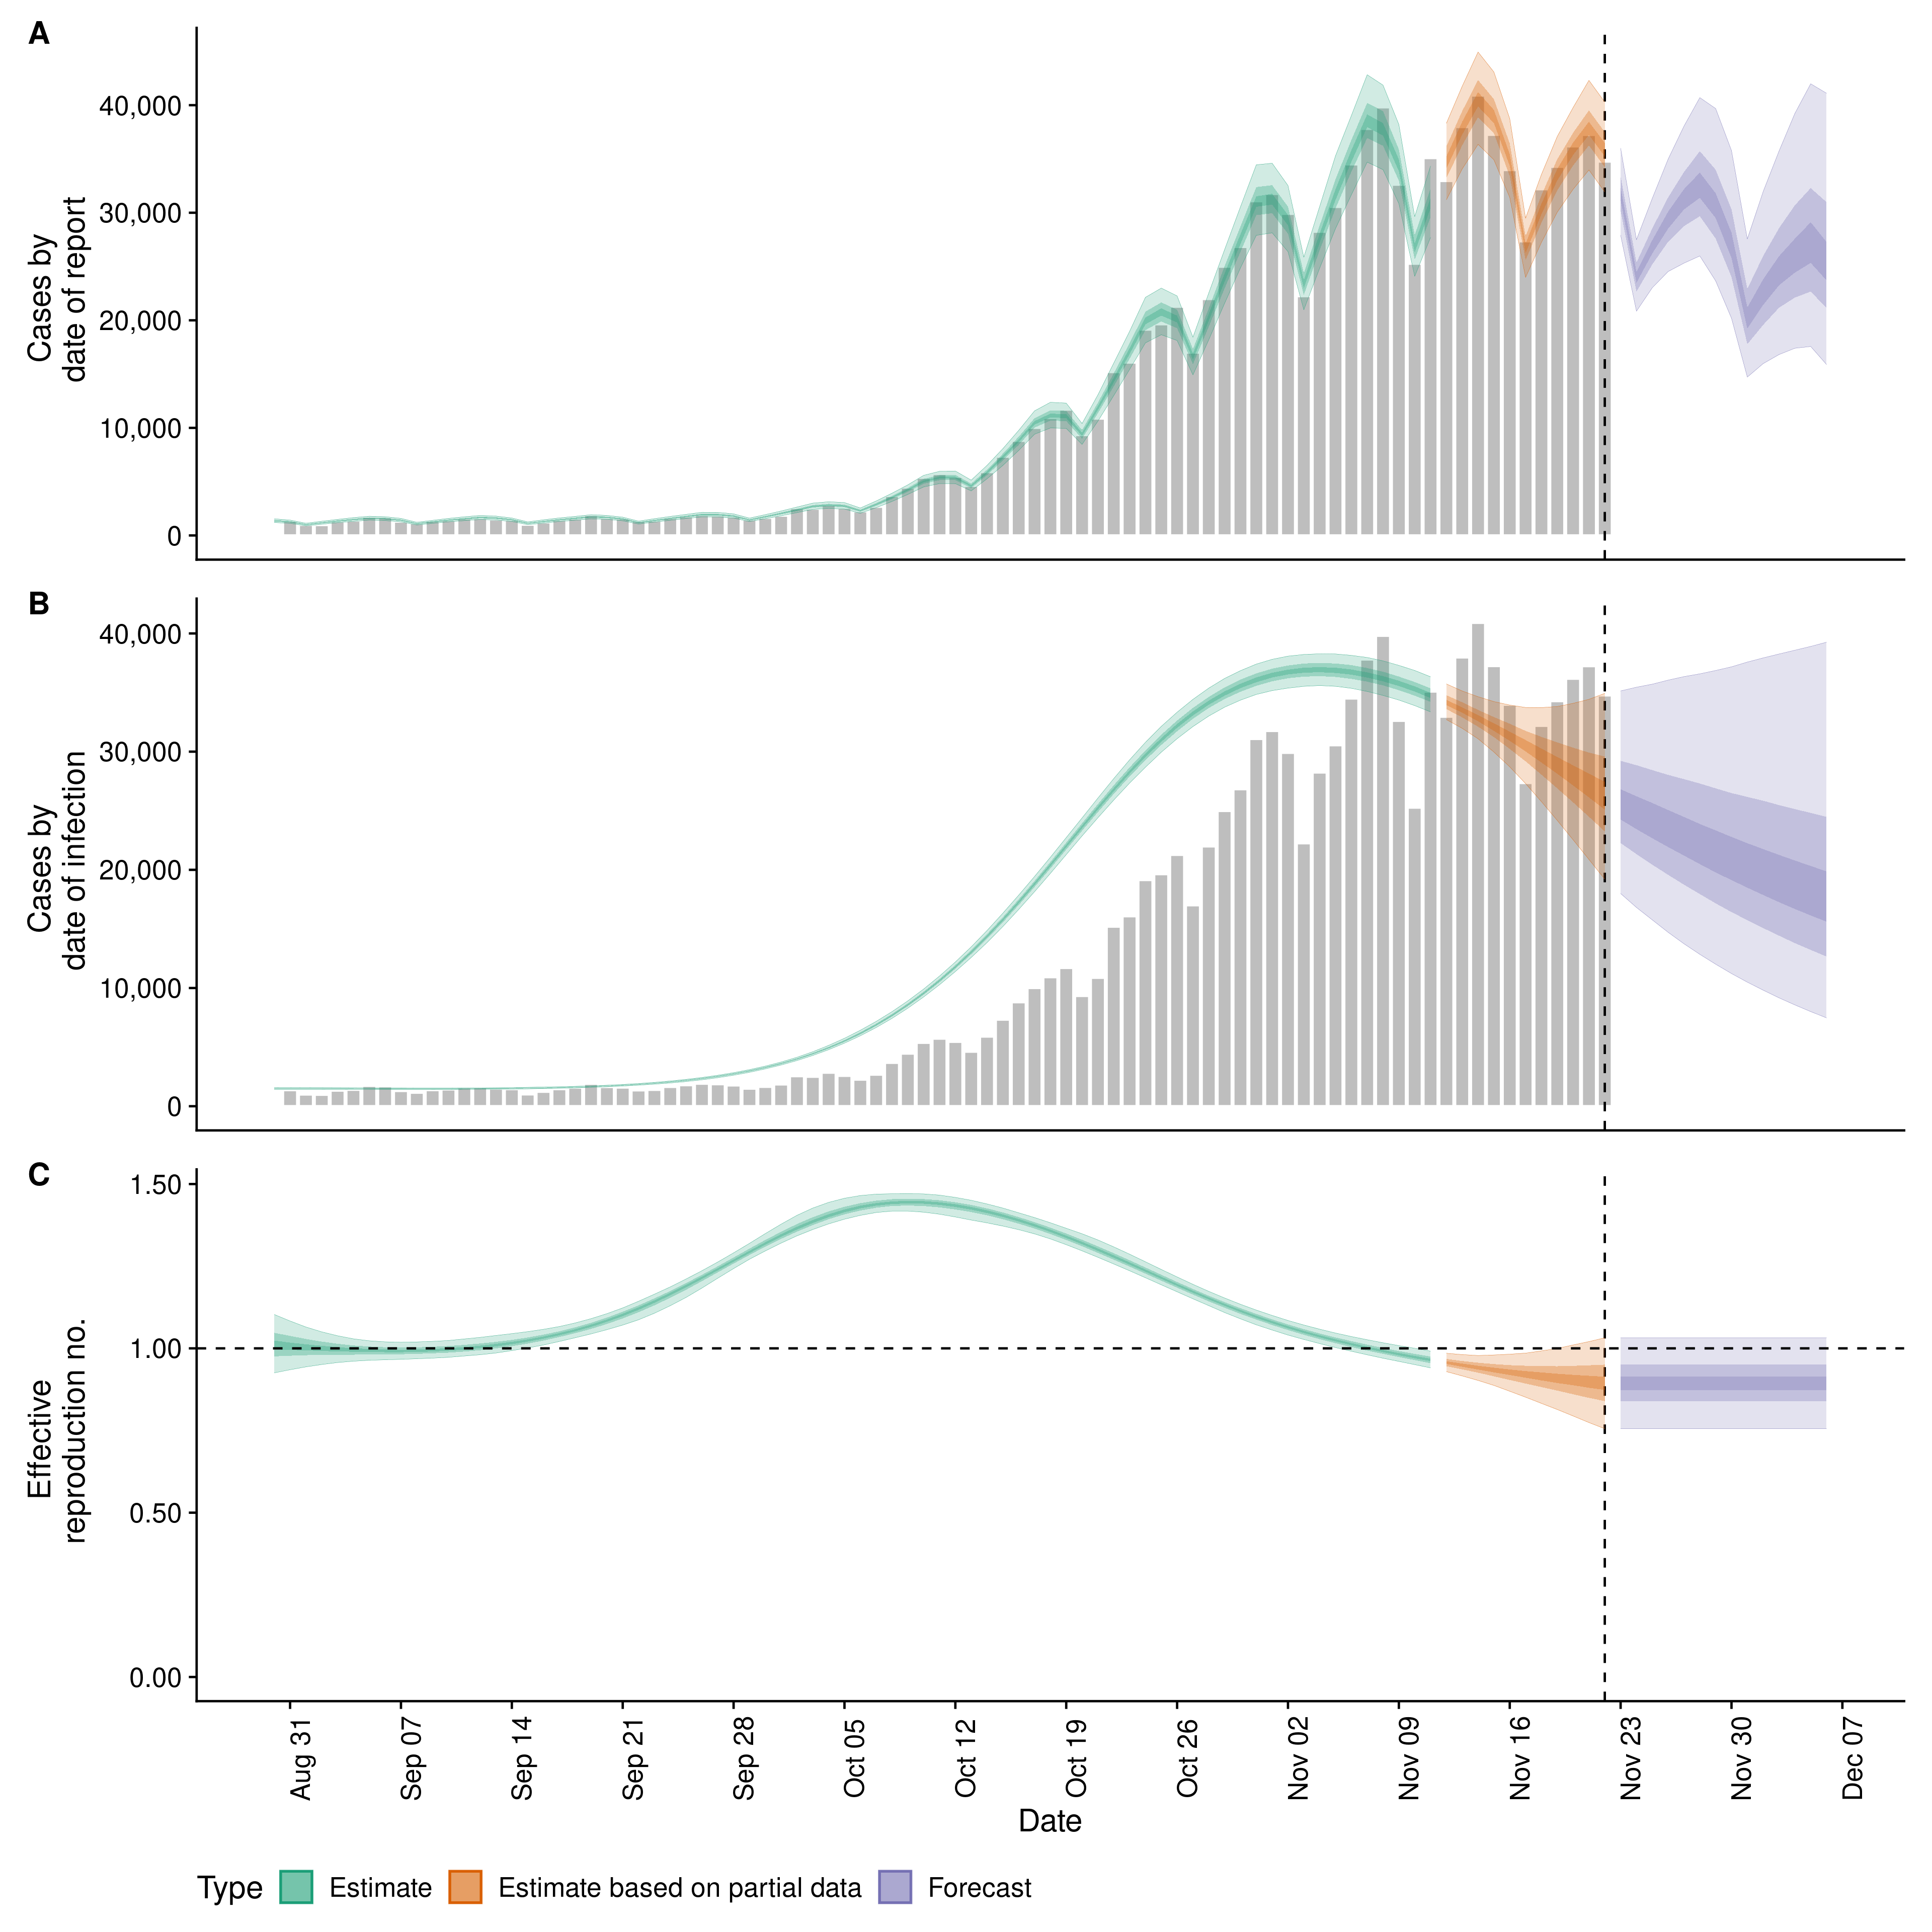 A
Cases by
date of report
40,000
30,000
20,000
10,000
0
B
Cases by
date of infection
40,000
30,000
20,000
10,000
0
C
Effective
reproduction no.
1.50
1.00
0.50
0.00
Aug 31
Sep 07
Sep 14
Sep 21
Sep 28
Oct 05
Oct 12
Oct 19
Oct 26
Nov 02
Nov 09
Nov 16
Nov 23
Nov 30
Dec 07
Date
Type Estimate Estimate based on partial data Forecast